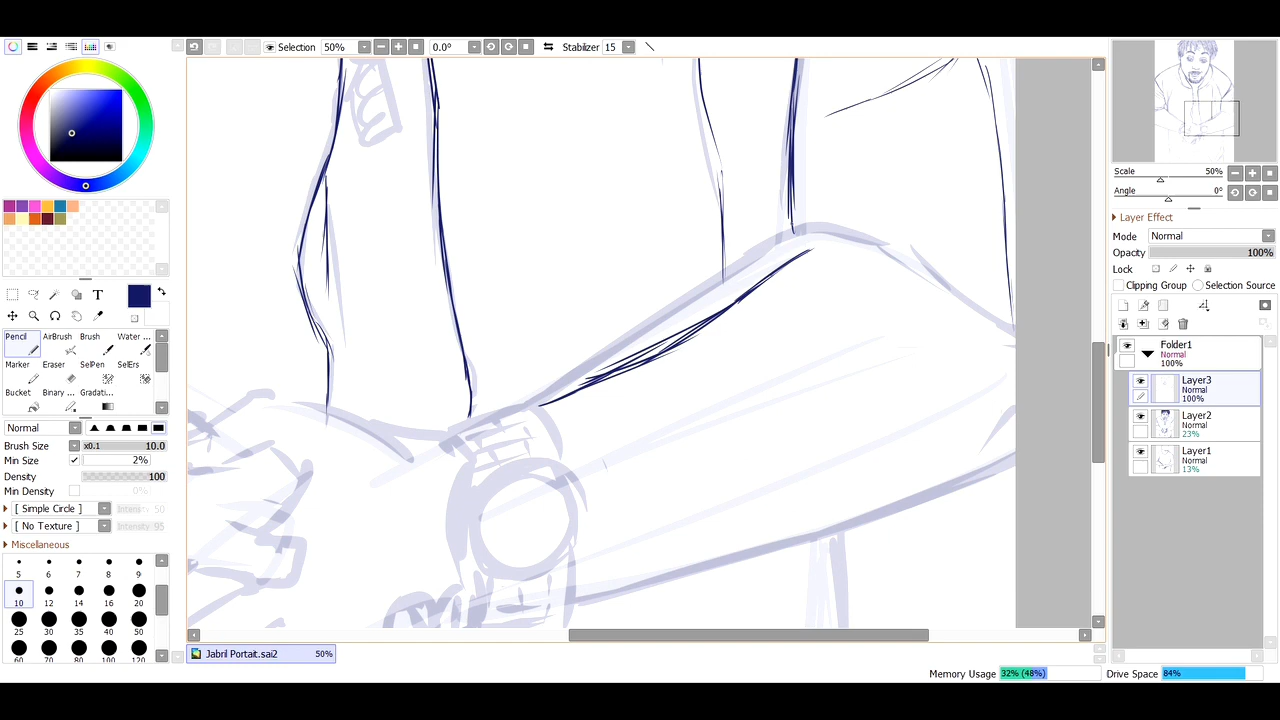 Selection 50% 0.0° Stabilizer 15
Scale 50%
Angle 0°
Layer Effect
Mode Normal
Opacity 100%
Lock
Clipping Group Selection Source
Folder1
Normal
100%
Layer3
Normal
100%
Layer2
Normal
23%
Layer1
Normal
13%
T
Pencil AirBrush Brush Water ...
Marker Eraser SelPen SelErs
Bucket Binary ... Gradati...
Normal
Brush Size x0.1 10.0
Min Size 2%
Density 100
Min Density 0%
[ Simple Circle ] Intensity 50
[ No Texture ] Intensity 95
Miscellaneous
5 6 7 8 9
10 12 14 16 20
25 30 35 40 50
60 70 80 100 120
Jabril Portait.sai2 50%
Memory Usage 32% (48%) Drive Space 84%